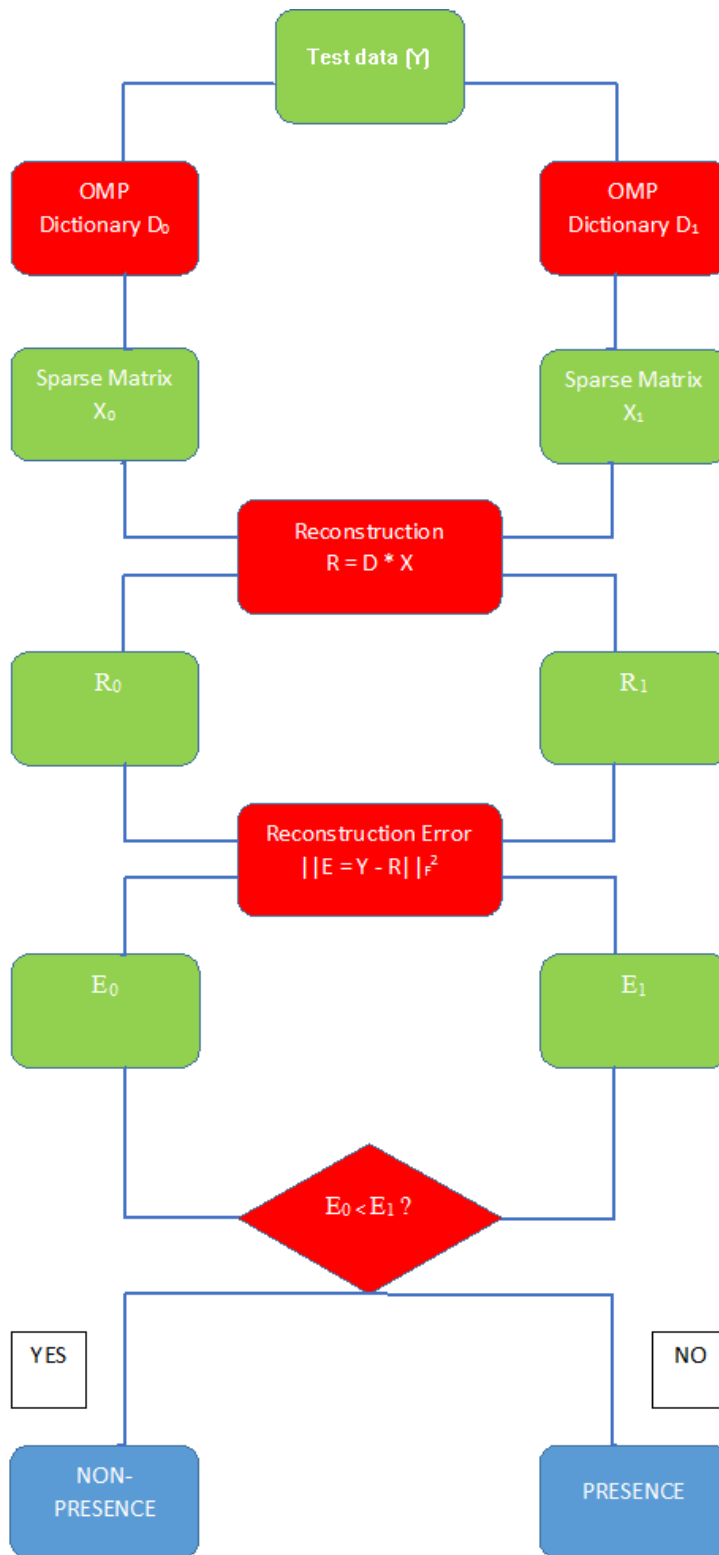 Test data (Y)
OMP
Dictionary D₀
OMP
Dictionary D₁
Sparse Matrix
X₀
Sparse Matrix
X₁
Reconstruction
R = D * X
R₀
R₁
Reconstruction Error
||E = Y - R||F²
E₀
E₁
E₀ < E₁ ?
YES
NO
NON-
PRESENCE
PRESENCE